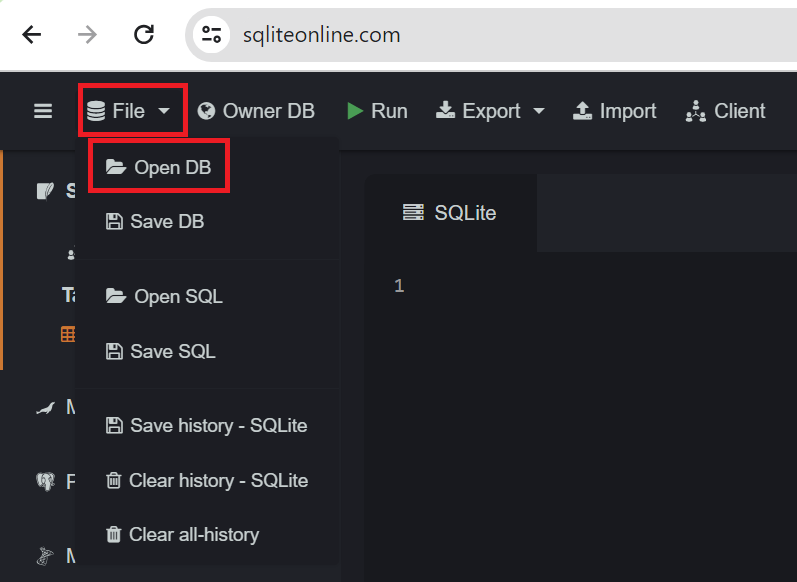 sqliteonline.com
File Owner DB Run Export Import Client
Open DB
Save DB
Open SQL
Save SQL
Save history - SQLite
Clear history - SQLite
Clear all-history
SQLite
1